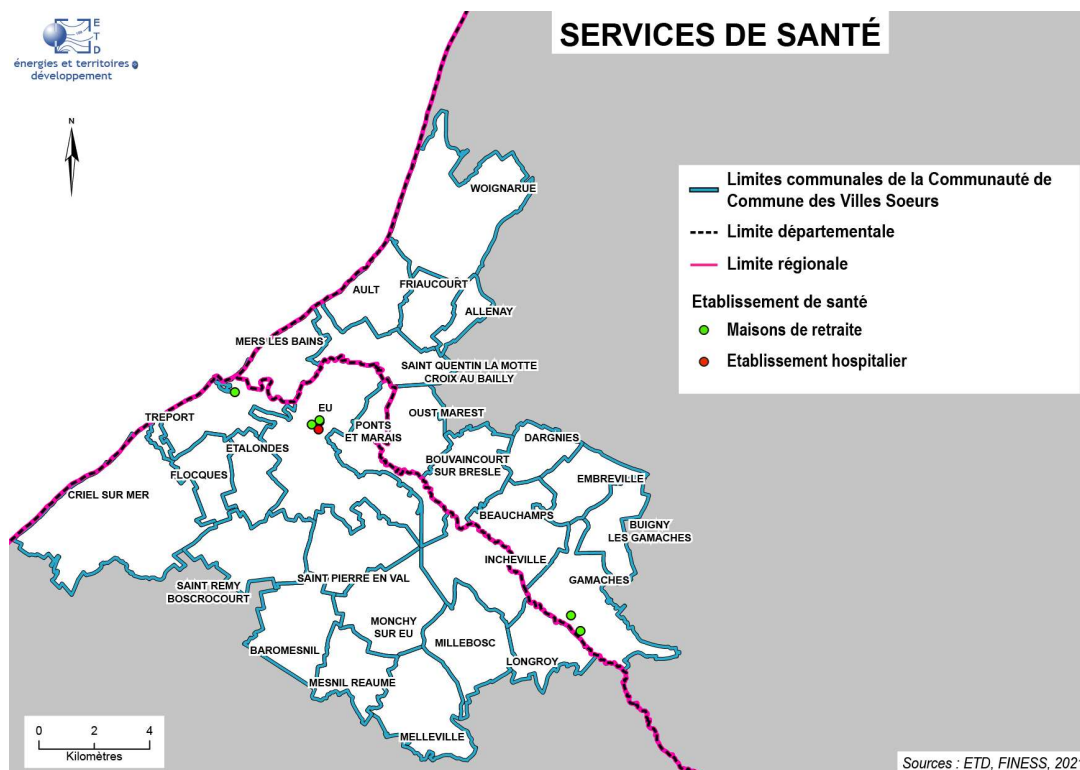 SERVICES DE SANTÉ
E
T
D
énergies et territoires
développement
N
WOIGNARUE
Limites communales de la Communauté de
Commune des Villes Soeurs
Limite départementale
Limite régionale
Etablissement de santé
Maisons de retraite
Etablissement hospitalier
AULT
FRIAUCOURT
ALLENAY
MERS LES BAINS
SAINT QUENTIN LA MOTTE
CROIX AU BAILLY
EU
OUST MAREST
TREPORT
PONTS
ET MARAIS
DARGNIES
ETALONDES
BOUVAINCOURT
SUR BRESLE
FLOCQUES
EMBREVILLE
CRIEL SUR MER
BEAUCHAMPS
BUIGNY
LES GAMACHES
INCHEVILLE
GAMACHES
SAINT REMY
BOSCROCOURT
SAINT PIERRE EN VAL
MONCHY
SUR EU
MILLEBOSC
BAROMESNIL
LONGROY
MESNIL REAUME
MELLEVILLE
0 2 4
Kilomètres
Sources : ETD, FINESS, 2021